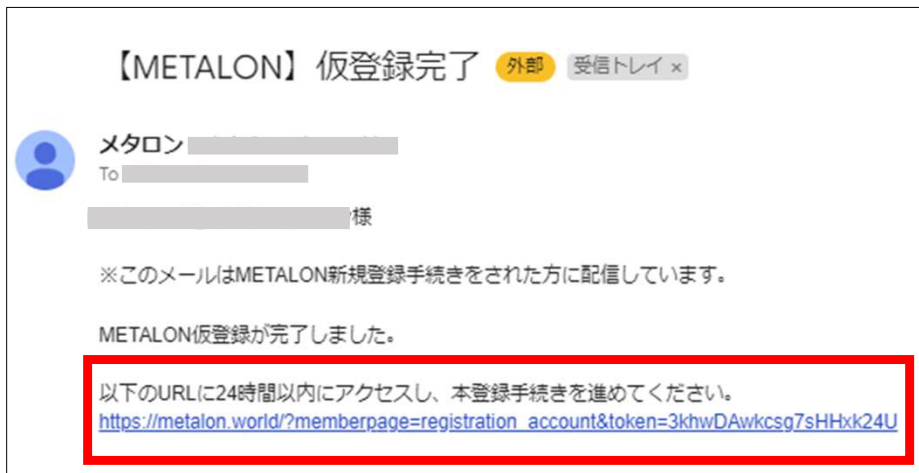 【METALON】仮登録完了 外部 受信トレイ ×
メタロン
To
様
※このメールはMETALON新規登録手続きをされた方に配信しています。
METALON仮登録が完了しました。
以下のURLに24時間以内にアクセスし、本登録手続きを進めてください。
https://metalon.world/?memberpage=registration_account&token=3khwDAwkcsg7sHHxk24U